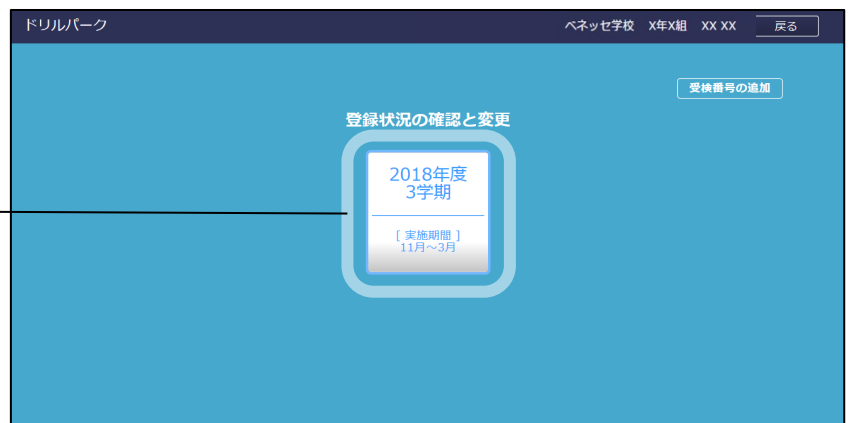 ドリルパーク
ベネッセ学校 X年X組 XX XX 戻る
受検番号の追加
登録状況の確認と変更
2018年度
3学期
[ 実施期間 ]
11月～3月